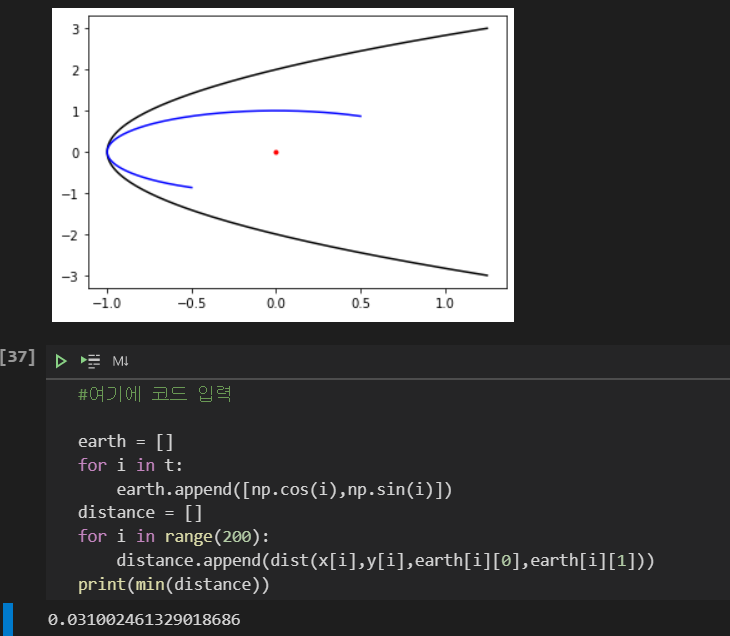 3
2
1
0
−1
−2
−3
−1.0 −0.5 0.0 0.5 1.0
[37]
M↓
#여기에 코드 입력
earth = []
for i in t:
    earth.append([np.cos(i),np.sin(i)])
distance = []
for i in range(200):
    distance.append(dist(x[i],y[i],earth[i][0],earth[i][1]))
print(min(distance))
0.031002461329018686